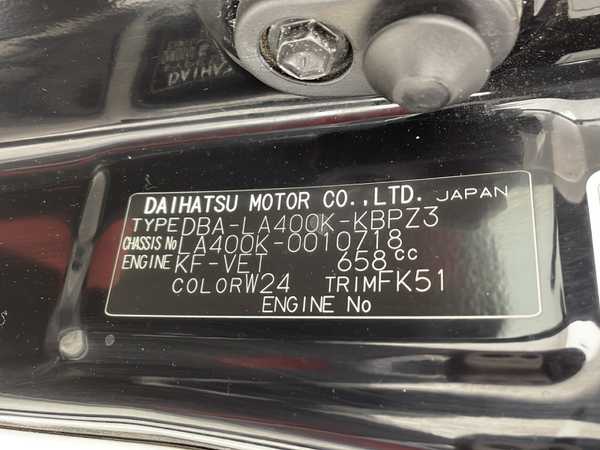 DAIHATSU MOTOR CO.,LTD. JAPAN
TYPE DBA-LA400K-KBPZ3
CHASSIS No LA400K-0010718
ENGINE KF-VET 658cc
COLOR W24 TRIM FK51
ENGINE No